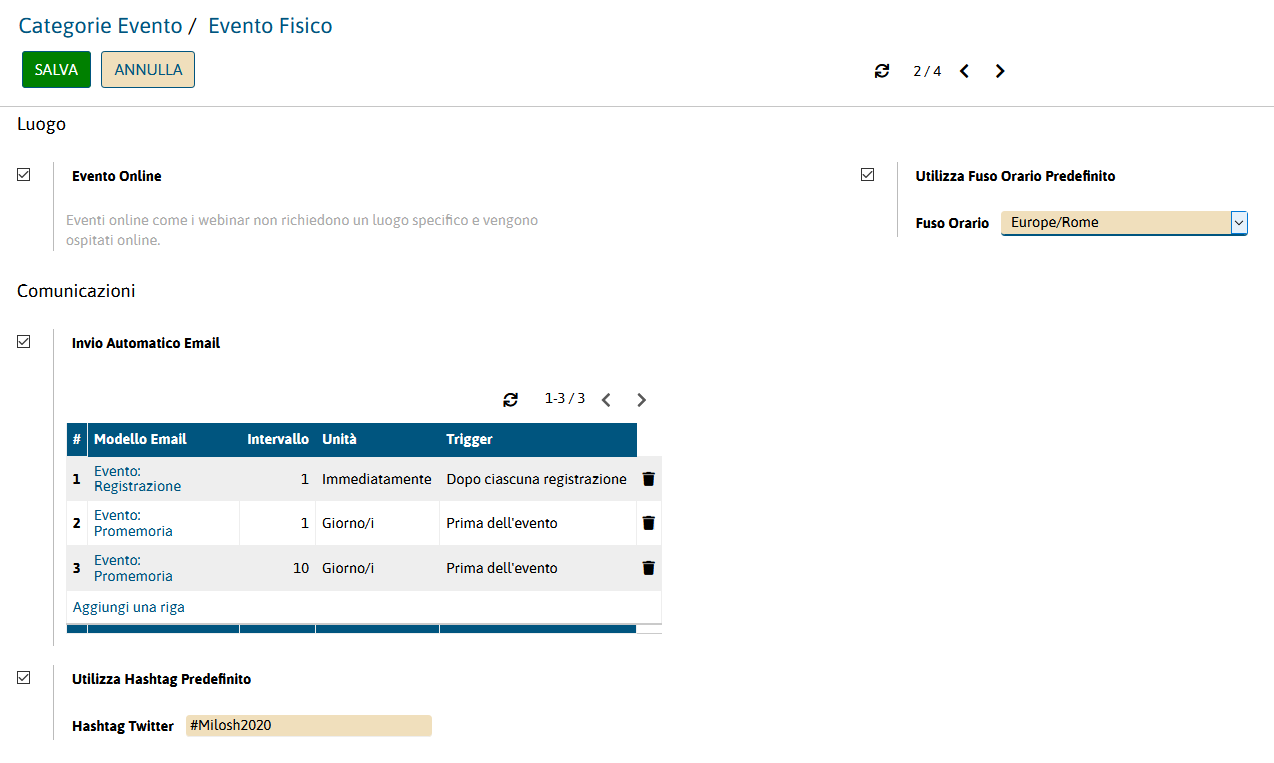 Categorie Evento / Evento Fisico
SALVA ANNULLA 2 / 4
Luogo
Evento Online Utilizza Fuso Orario Predefinito
Eventi online come i webinar non richiedono un luogo specifico e vengono
ospitati online.
Fuso Orario Europe/Rome
Comunicazioni
Invio Automatico Email
1-3 / 3
# Modello Email Intervallo Unità Trigger
1 Evento: Registrazione 1 Immediatamente Dopo ciascuna registrazione
2 Evento: Promemoria 1 Giorno/i Prima dell'evento
3 Evento: Promemoria 10 Giorno/i Prima dell'evento
Aggiungi una riga
Utilizza Hashtag Predefinito
Hashtag Twitter #Milosh2020